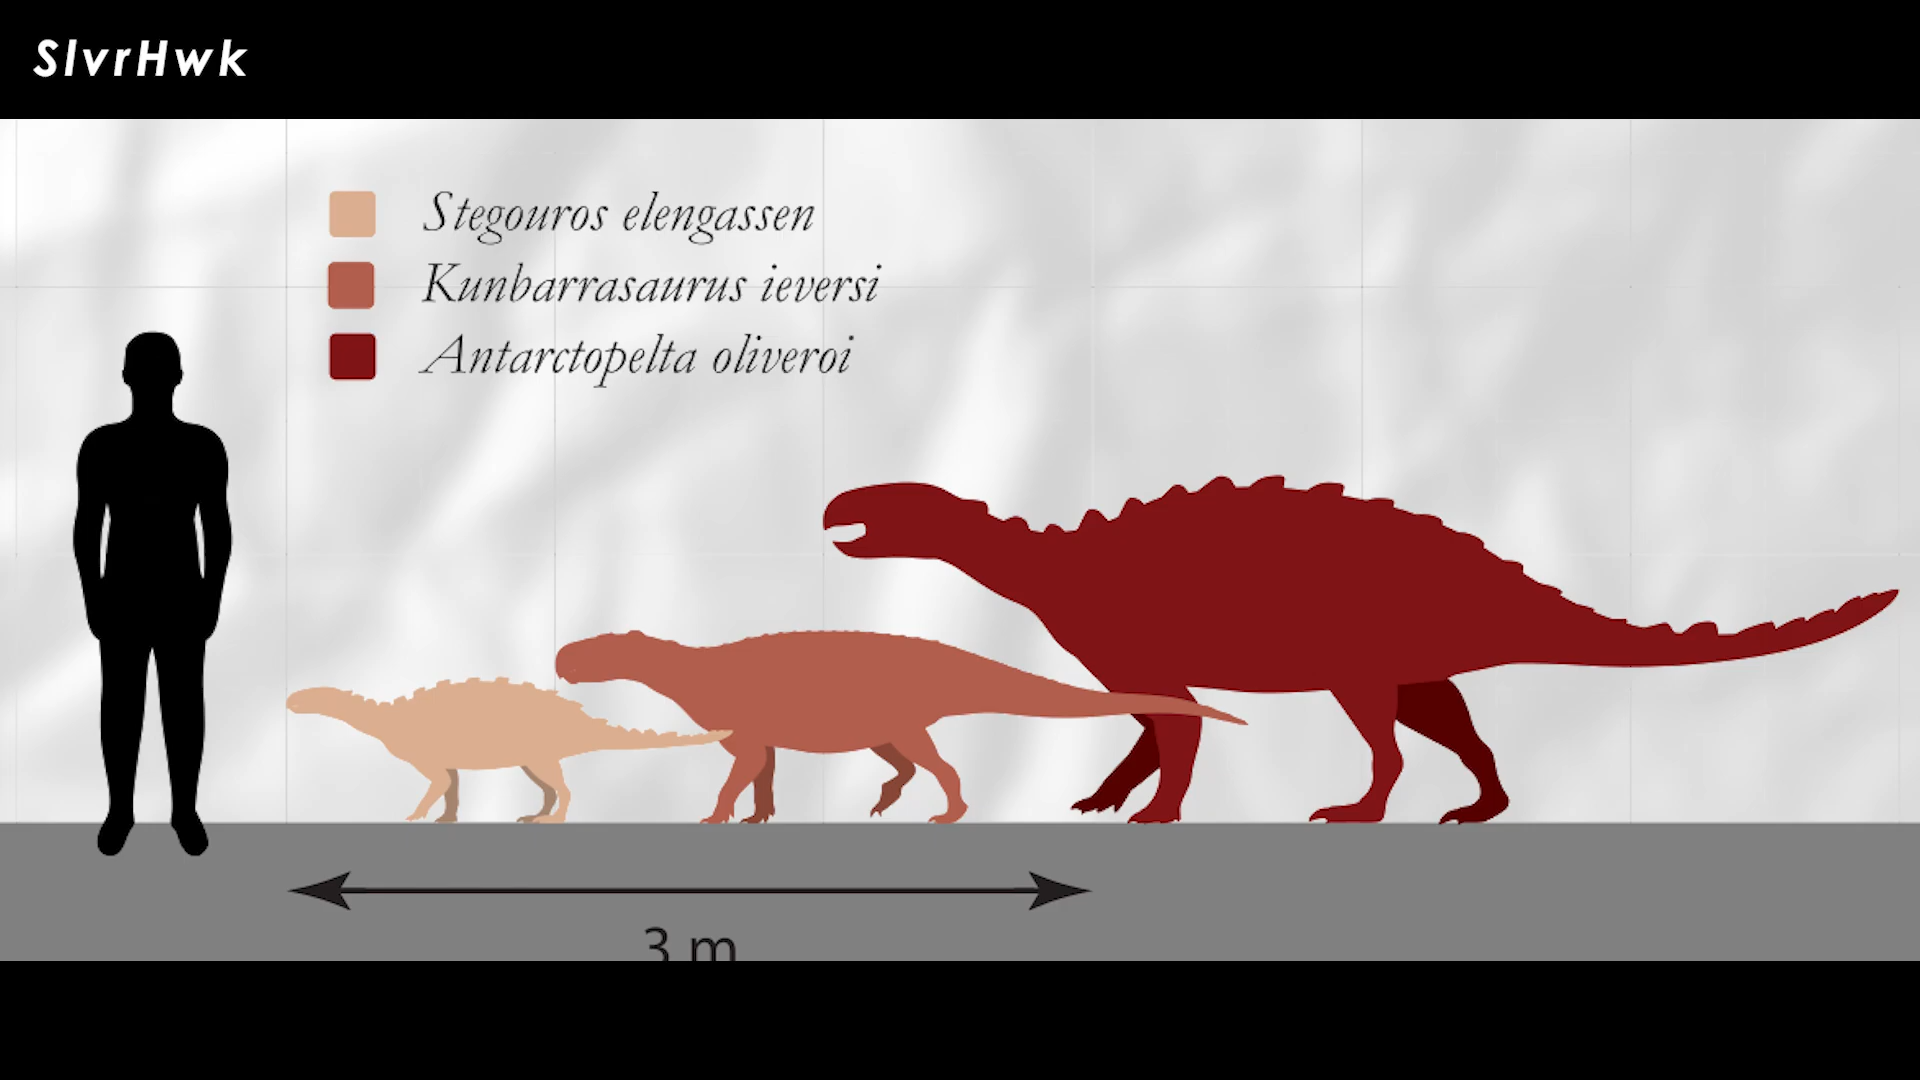 SlvrHwk
Stegouros elengassen
Kunbarrasaurus ieversi
Antarctopelta oliveroi
3 m